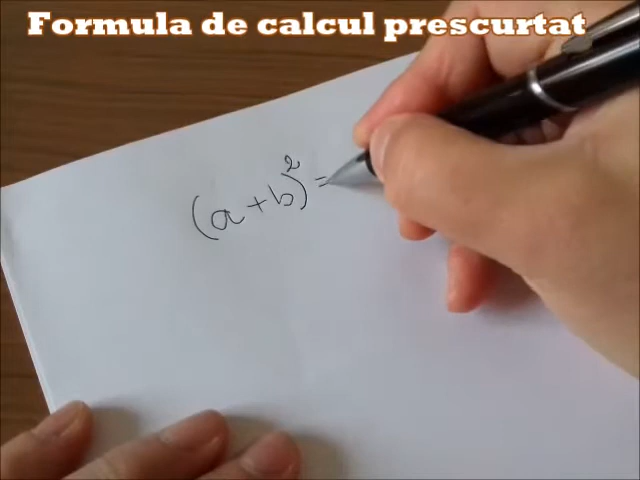 Formula de calcul prescurtat
(a+b)² =